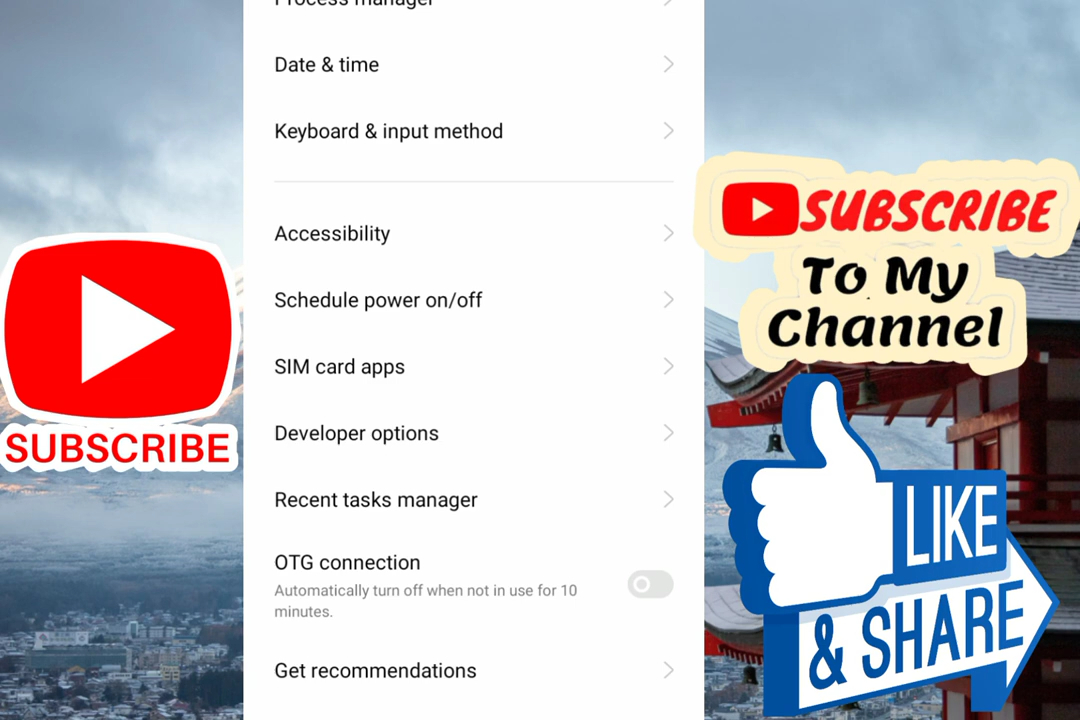 Process manager
Date & time
Keyboard & input method
Accessibility
Schedule power on/off
SIM card apps
Developer options
Recent tasks manager
OTG connection
Automatically turn off when not in use for 10
minutes.
Get recommendations
SUBSCRIBE
SUBSCRIBE
To My
Channel
LIKE
& SHARE